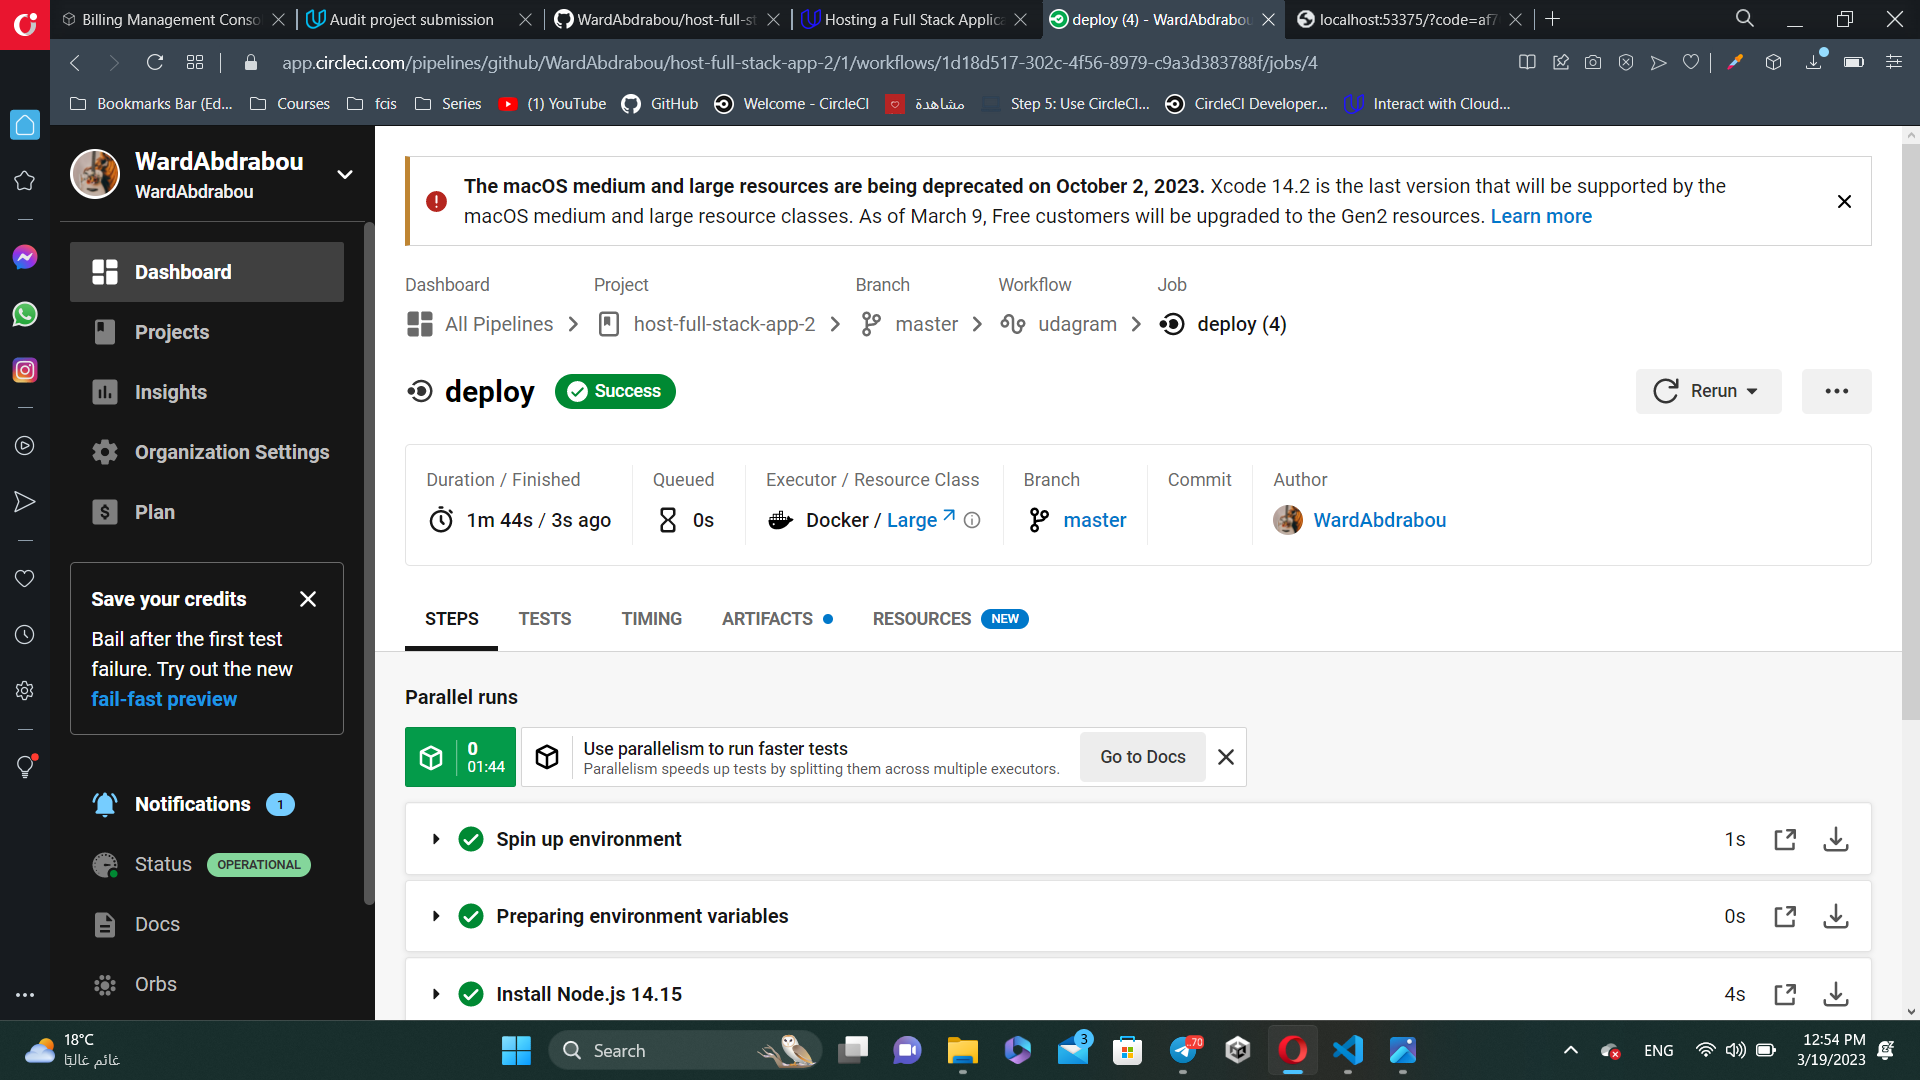 Billing Management Conso
Audit project submission
WardAbdrabou/host-full-st
Hosting a Full Stack Applica
deploy (4) - WardAbdrabou
localhost:53375/?code=af7
app.circleci.com/pipelines/github/WardAbdrabou/host-full-stack-app-2/1/workflows/1d18d517-302c-4f56-8979-c9a3d383788f/jobs/4
Bookmarks Bar (Ed...
Courses
fcis
Series
(1) YouTube
GitHub
Welcome - CircleCI
مشاهدة
Step 5: Use CircleCI...
CircleCI Developer...
Interact with Cloud...
WardAbdrabou
WardAbdrabou
Dashboard
Projects
Insights
Organization Settings
Plan
Save your credits
Bail after the first test
failure. Try out the new
fail-fast preview
Notifications 1
Status OPERATIONAL
Docs
Orbs
The macOS medium and large resources are being deprecated on October 2, 2023. Xcode 14.2 is the last version that will be supported by the
macOS medium and large resource classes. As of March 9, Free customers will be upgraded to the Gen2 resources. Learn more
Dashboard Project Branch Workflow Job
All Pipelines host-full-stack-app-2 master udagram deploy (4)
deploy Success
Rerun
Duration / Finished Queued Executor / Resource Class Branch Commit Author
1m 44s / 3s ago 0s Docker / Large master WardAbdrabou
STEPS TESTS TIMING ARTIFACTS RESOURCES NEW
Parallel runs
0
01:44
Use parallelism to run faster tests
Parallelism speeds up tests by splitting them across multiple executors.
Go to Docs
Spin up environment 1s
Preparing environment variables 0s
Install Node.js 14.15 4s
18°C
غائم غالبًا
Search
3
70
ENG
12:54 PM
3/19/2023